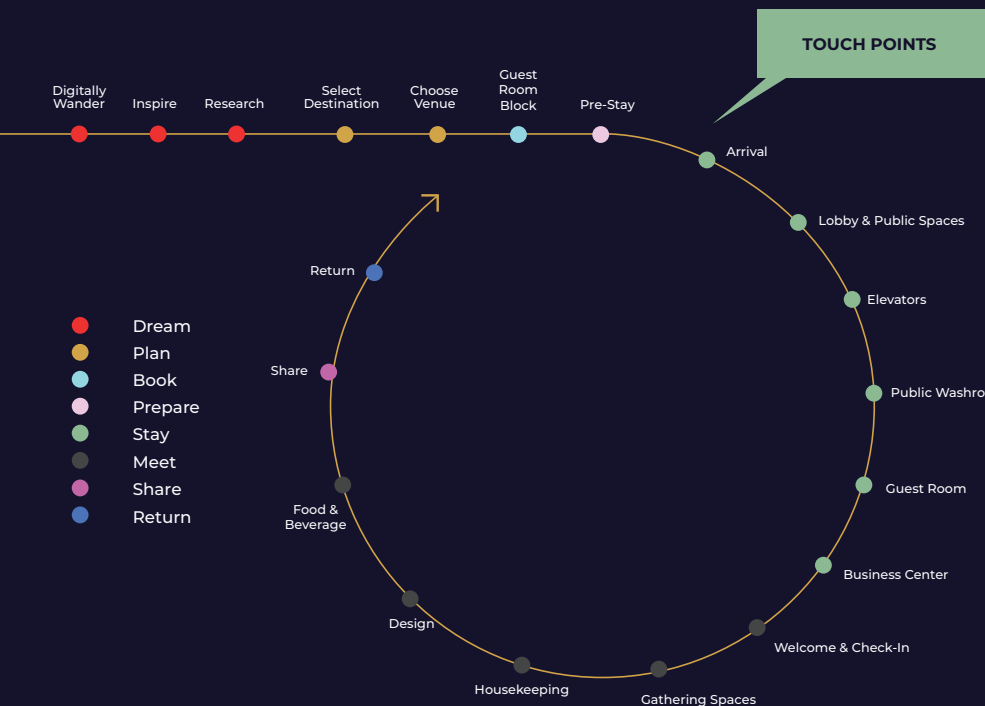 TOUCH POINTS
Digitally
Wander
Inspire
Research
Select
Destination
Choose
Venue
Guest
Room
Block
Pre-Stay
Arrival
Lobby & Public Spaces
Elevators
Public Washro
Guest Room
Business Center
Welcome & Check-In
Gathering Spaces
Housekeeping
Design
Food &
Beverage
Share
Return
Dream
Plan
Book
Prepare
Stay
Meet
Share
Return